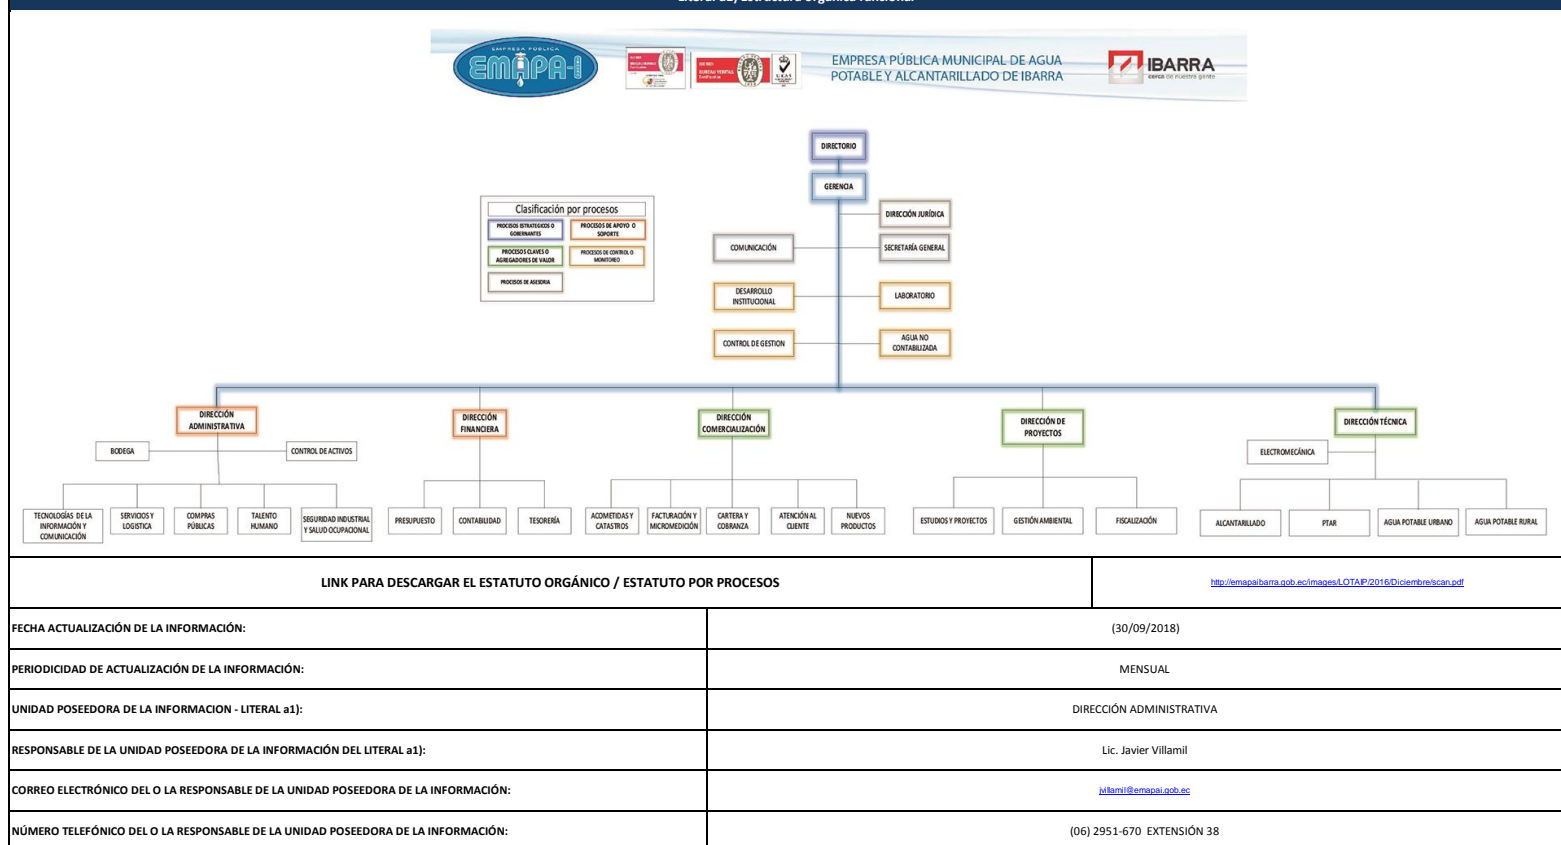 EMPRESA PÚBLICA
EMAPA-I
EMPRESA PÚBLICA MUNICIPAL DE AGUA
POTABLE Y ALCANTARILLADO DE IBARRA
IBARRA
cerca de nuestra gente
DIRECTORIO
GERENCIA
Clasificación por procesos
PROCESOS ESTRATEGICOS O
GOBERNANTES
PROCESOS DE APOYO O
SOPORTE
PROCESOS CLAVES O
AGREGADORES DE VALOR
PROCESOS DE CONTROL O
MONITOREO
PROCESOS DE ASESORIA
DIRECCIÓN JURÍDICA
COMUNICACIÓN
SECRETARÍA GENERAL
DESARROLLO
INSTITUCIONAL
LABORATORIO
CONTROL DE GESTION
AGUA NO
CONTABILIZADA
DIRECCIÓN
ADMINISTRATIVA
DIRECCIÓN
FINANCIERA
DIRECCIÓN
COMERCIALIZACIÓN
DIRECCIÓN DE
PROYECTOS
DIRECCIÓN TÉCNICA
BODEGA
CONTROL DE ACTIVOS
ELECTROMECÁNICA
TECNOLOGÍAS DE LA
INFORMACIÓN Y
COMUNICACIÓN
SERVICIOS Y
LOGISTICA
COMPRAS
PÚBLICAS
TALENTO
HUMANO
SEGURIDAD INDUSTRIAL
Y SALUD OCUPACIONAL
PRESUPUESTO
CONTABILIDAD
TESORERÍA
ACOMETIDAS Y
CATASTROS
FACTURACIÓN Y
MICROMEDICIÓN
CARTERA Y
COBRANZA
ATENCIÓN AL
CLIENTE
NUEVOS
PRODUCTOS
ESTUDIOS Y PROYECTOS
GESTIÓN AMBIENTAL
FISCALIZACIÓN
ALCANTARILLADO
PTAR
AGUA POTABLE URBANO
AGUA POTABLE RURAL
LINK PARA DESCARGAR EL ESTATUTO ORGÁNICO / ESTATUTO POR PROCESOS
http://emapaibarra.gob.ec/images/LOTAIP/2016/Diciembre/scan.pdf
FECHA ACTUALIZACIÓN DE LA INFORMACIÓN:
(30/09/2018)
PERIODICIDAD DE ACTUALIZACIÓN DE LA INFORMACIÓN:
MENSUAL
UNIDAD POSEEDORA DE LA INFORMACION - LITERAL a1):
DIRECCIÓN ADMINISTRATIVA
RESPONSABLE DE LA UNIDAD POSEEDORA DE LA INFORMACIÓN DEL LITERAL a1):
Lic. Javier Villamil
CORREO ELECTRÓNICO DEL O LA RESPONSABLE DE LA UNIDAD POSEEDORA DE LA INFORMACIÓN:
jvillamil@emapai.gob.ec
NÚMERO TELEFÓNICO DEL O LA RESPONSABLE DE LA UNIDAD POSEEDORA DE LA INFORMACIÓN:
(06) 2951-670 EXTENSIÓN 38